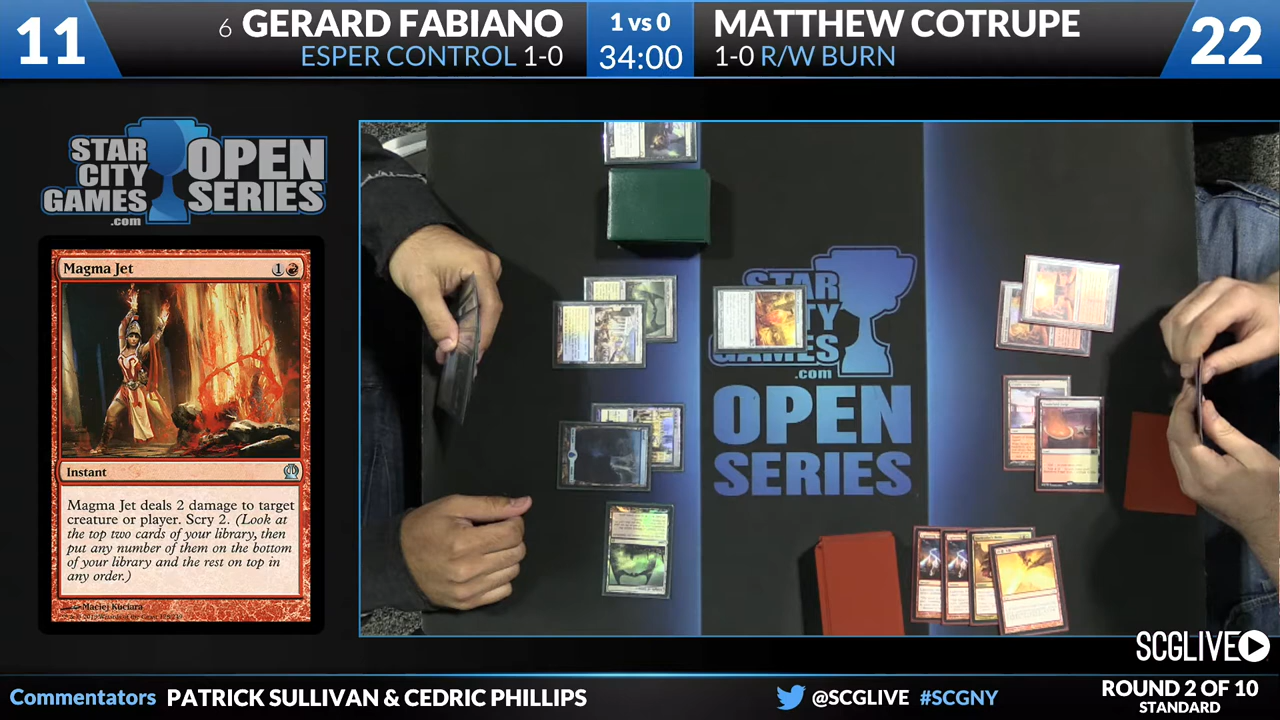 11
6 GERARD FABIANO
ESPER CONTROL 1-0
1 vs 0
34:00
MATTHEW COTRUPE
1-0 R/W BURN
22
STAR
CITY
GAMES
.com
OPEN
SERIES
Magma Jet 1
Instant
Magma Jet deals 2 damage to target
creature or player. Scry 2. (Look at
the top two cards of your library, then
put any number of them on the bottom
of your library and the rest on top in
any order.)
Maciej Kuciara
STAR
CITY
GAMES
.com
OPEN
SERIES
SCGLIVE
Commentators PATRICK SULLIVAN & CEDRIC PHILLIPS
@SCGLIVE #SCGNY
ROUND 2 OF 10
STANDARD